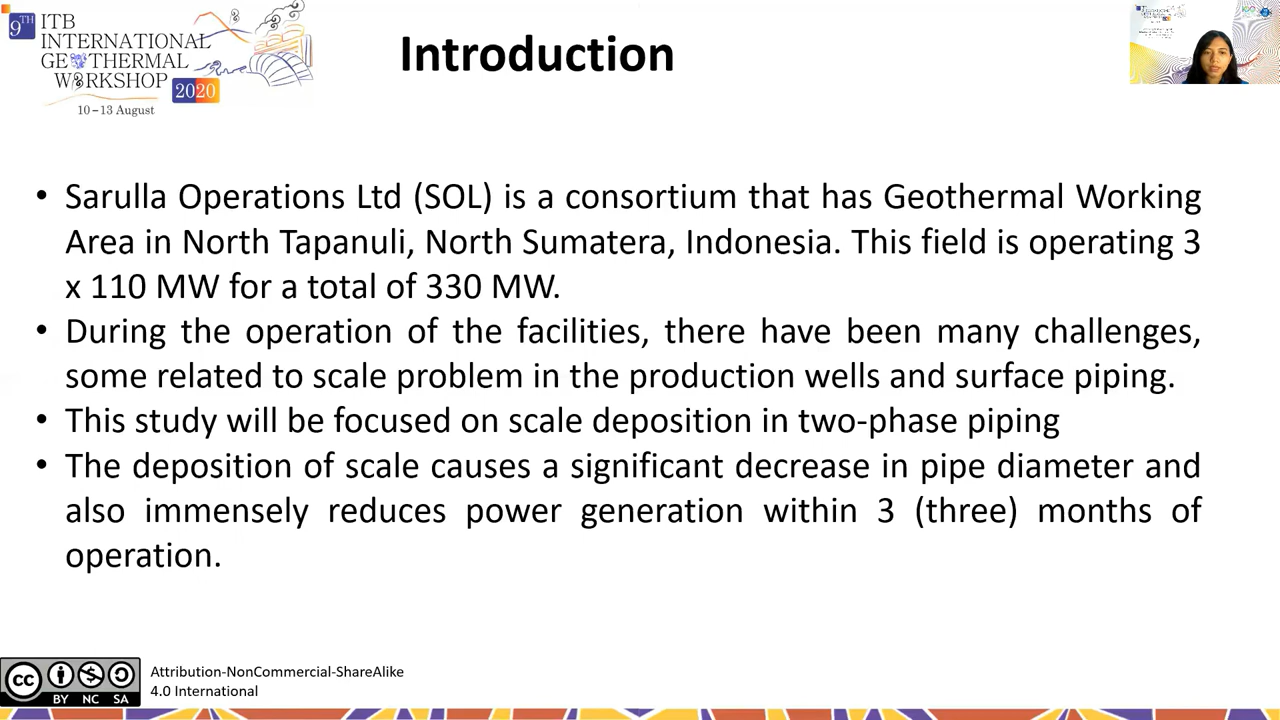 9TH ITB
INTERNATIONAL
GEOTHERMAL
WORKSHOP
2020
10 – 13 August
Introduction
• Sarulla Operations Ltd (SOL) is a consortium that has Geothermal Working
Area in North Tapanuli, North Sumatera, Indonesia. This field is operating 3
x 110 MW for a total of 330 MW.
• During the operation of the facilities, there have been many challenges,
some related to scale problem in the production wells and surface piping.
• This study will be focused on scale deposition in two-phase piping
• The deposition of scale causes a significant decrease in pipe diameter and
also immensely reduces power generation within 3 (three) months of
operation.
cc
BY NC SA
Attribution-NonCommercial-ShareAlike
4.0 International